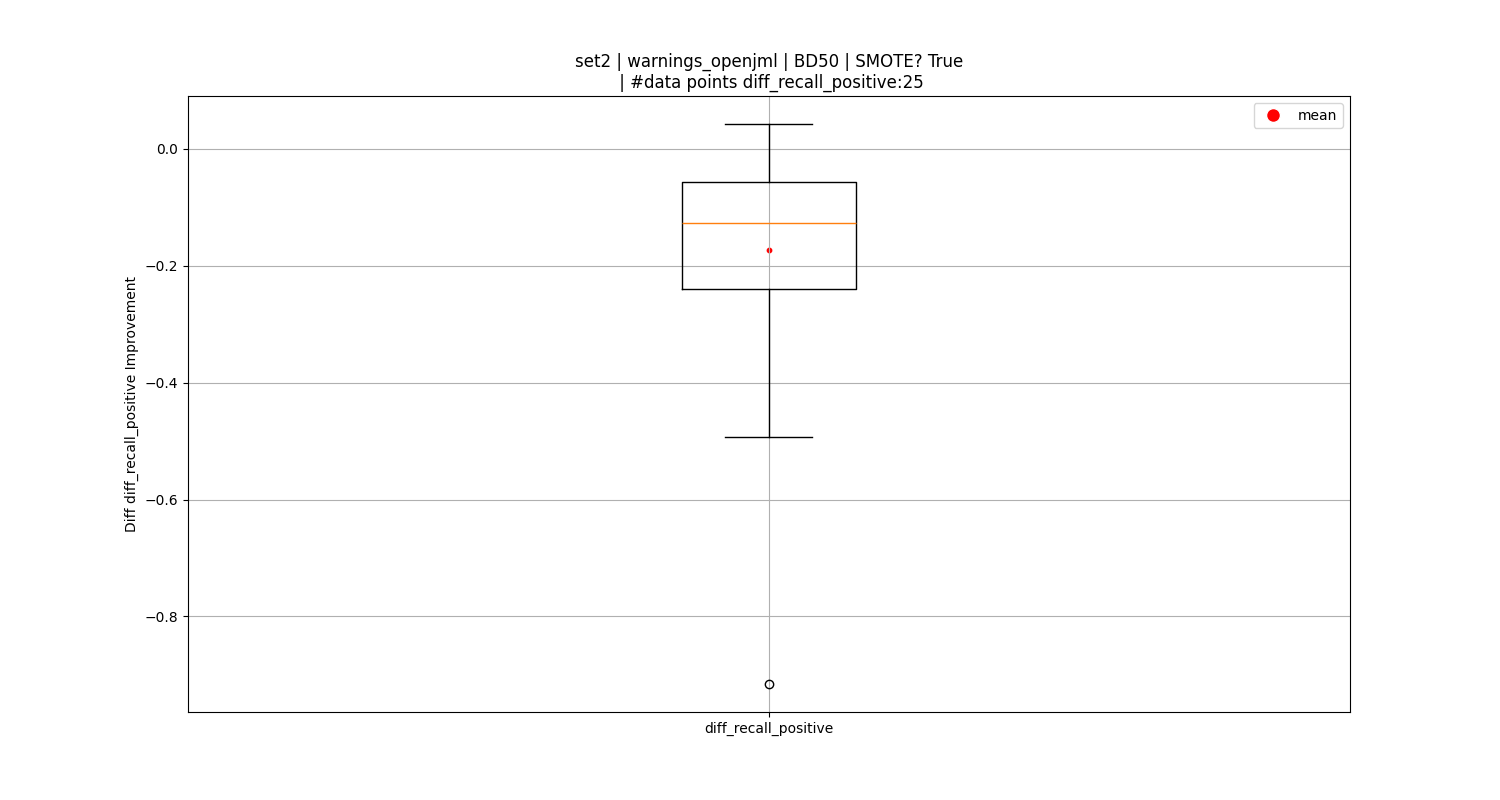 set2 | warnings_openjml | BD50 | SMOTE? True
| #data points diff_recall_positive:25
mean
0.0
−0.2
−0.4
−0.6
−0.8
Diff diff_recall_positive Improvement
diff_recall_positive